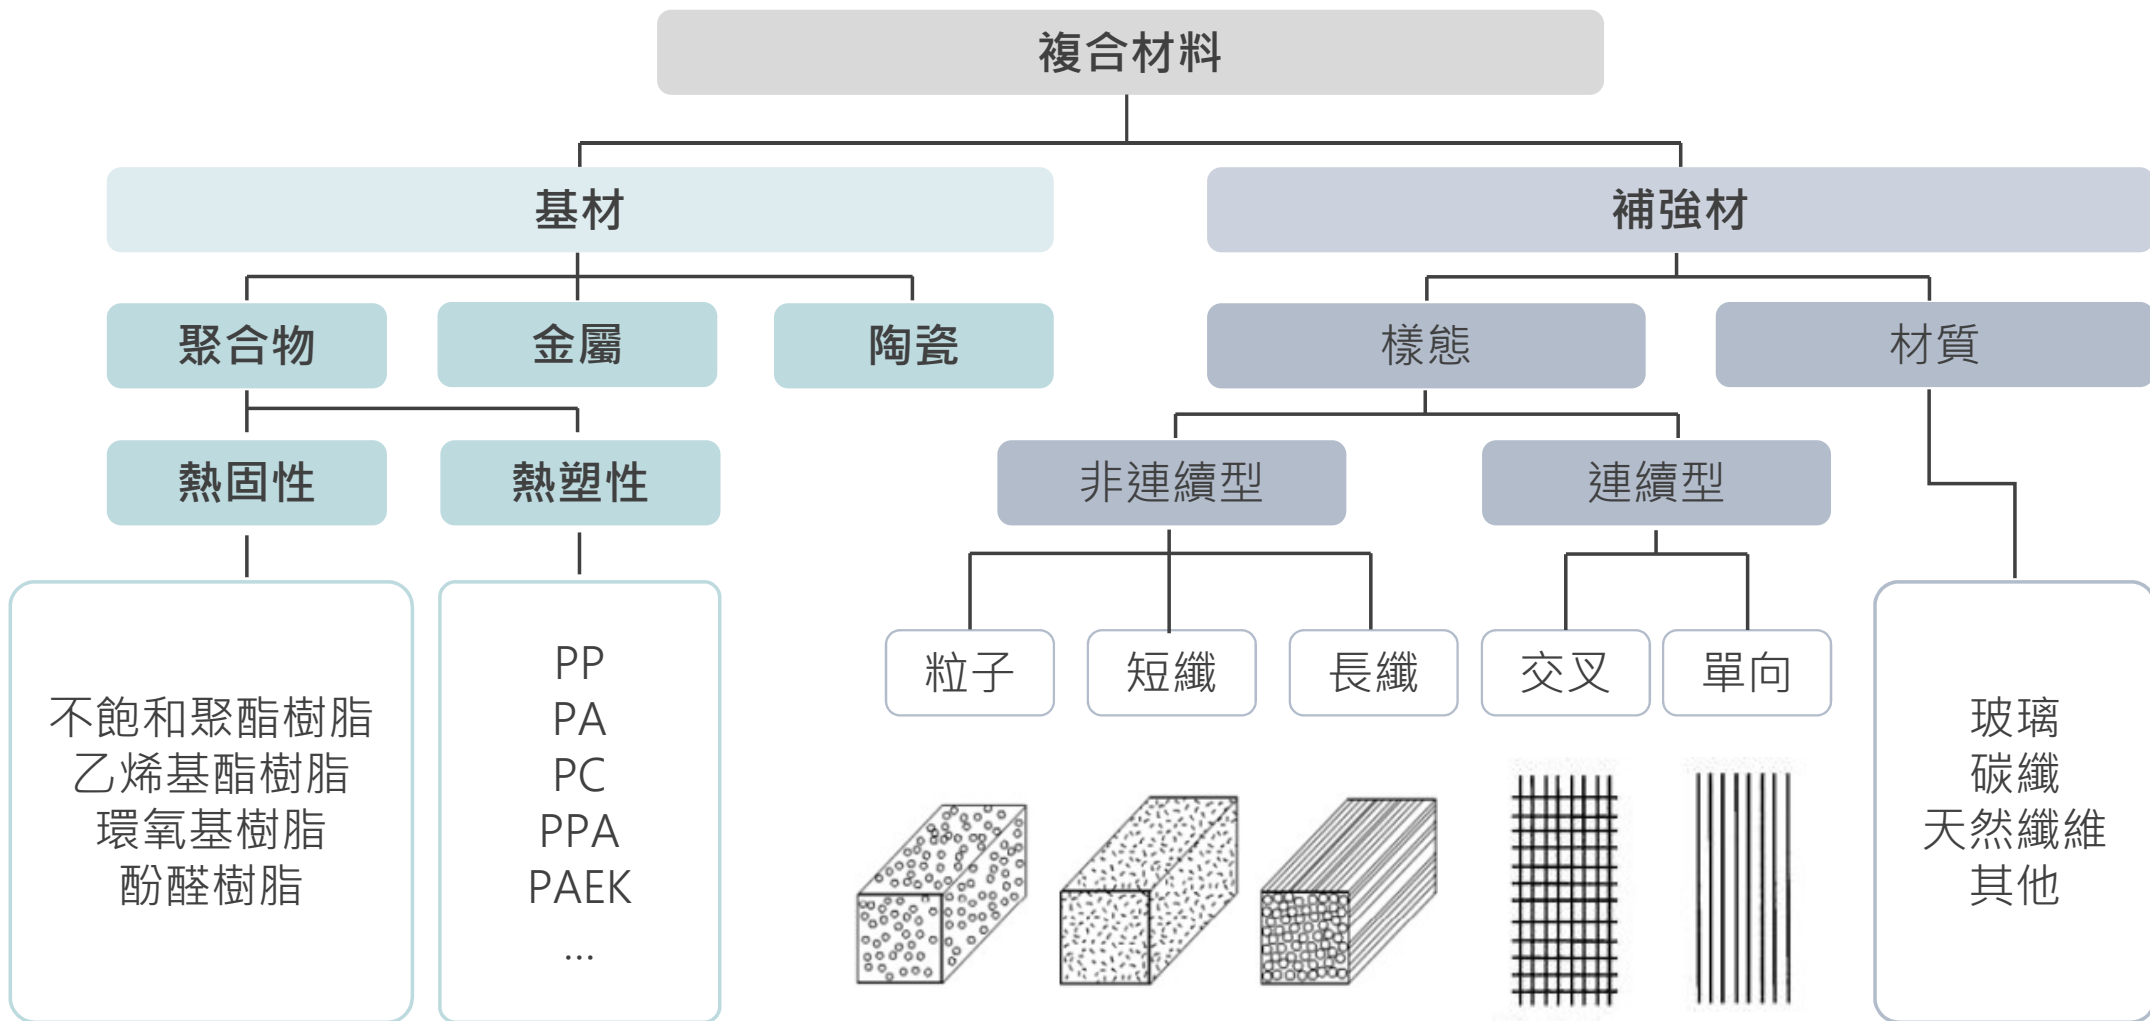 複合材料
基材
補強材
聚合物
金屬
陶瓷
樣態
材質
熱固性
熱塑性
非連續型
連續型
粒子
短纖
長纖
交叉
單向
不飽和聚酯樹脂
乙烯基酯樹脂
環氧基樹脂
酚醛樹脂
PP
PA
PC
PPA
PAEK
...
玻璃
碳纖
天然纖維
其他